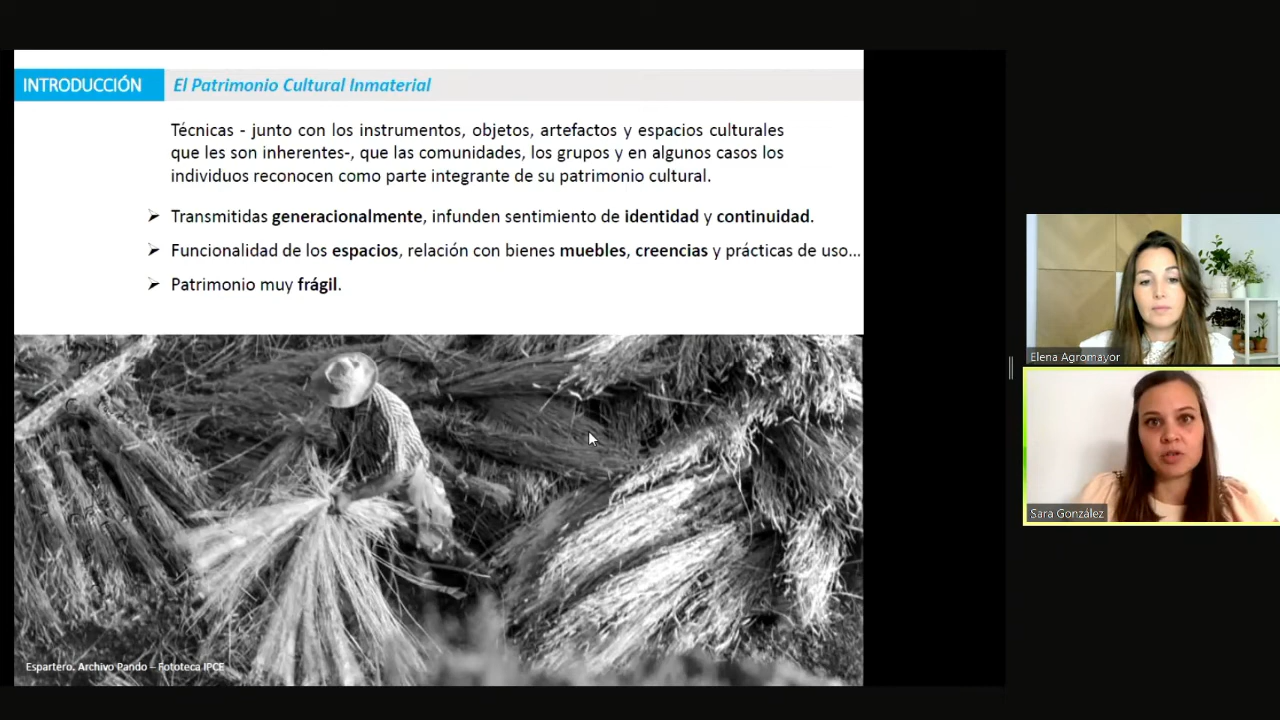 INTRODUCCIÓN
El Patrimonio Cultural Inmaterial
Técnicas - junto con los instrumentos, objetos, artefactos y espacios culturales
que les son inherentes-, que las comunidades, los grupos y en algunos casos los
individuos reconocen como parte integrante de su patrimonio cultural.
Transmitidas generacionalmente, infunden sentimiento de identidad y continuidad.
Funcionalidad de los espacios, relación con bienes muebles, creencias y prácticas de uso...
Patrimonio muy frágil.
Espartero. Archivo Pando – Fototeca IPCE
Elena Agromayor
Sara González